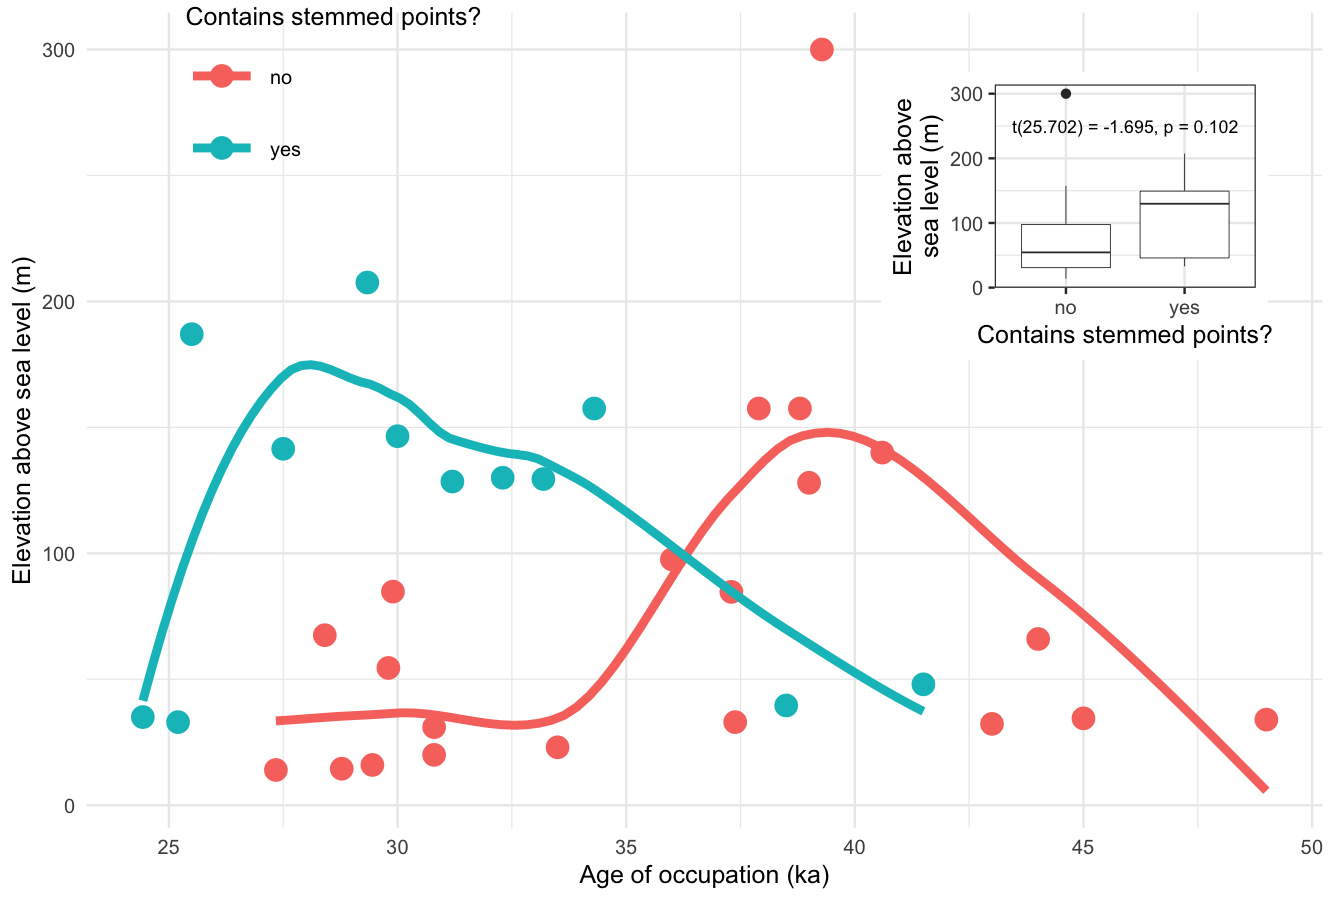 Contains stemmed points?
no
yes
Elevation above sea level (m)
300
200
100
0
25
30
35
40
45
50
Age of occupation (ka)
Elevation above
sea level (m)
300
200
100
0
t(25.702) = -1.695, p = 0.102
no
yes
Contains stemmed points?